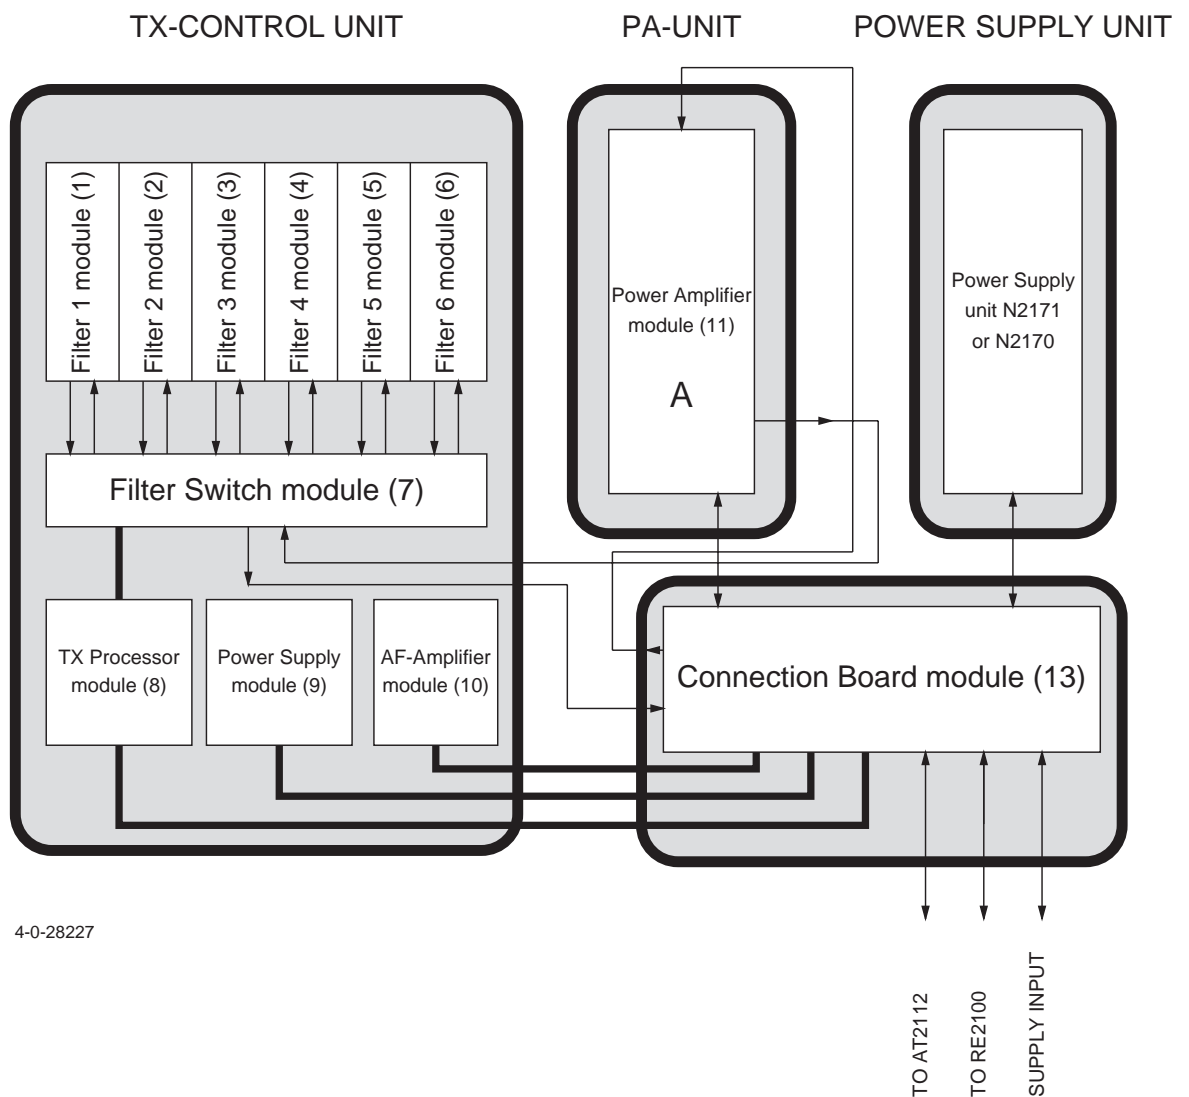 TX-CONTROL UNIT
PA-UNIT
POWER SUPPLY UNIT
Filter 1 module (1)
Filter 2 module (2)
Filter 3 module (3)
Filter 4 module (4)
Filter 5 module (5)
Filter 6 module (6)
Power Amplifier
module (11)
A
Power Supply
unit N2171
or N2170
Filter Switch module (7)
TX Processor
module (8)
Power Supply
module (9)
AF-Amplifier
module (10)
Connection Board module (13)
4-0-28227
TO AT2112
TO RE2100
SUPPLY INPUT